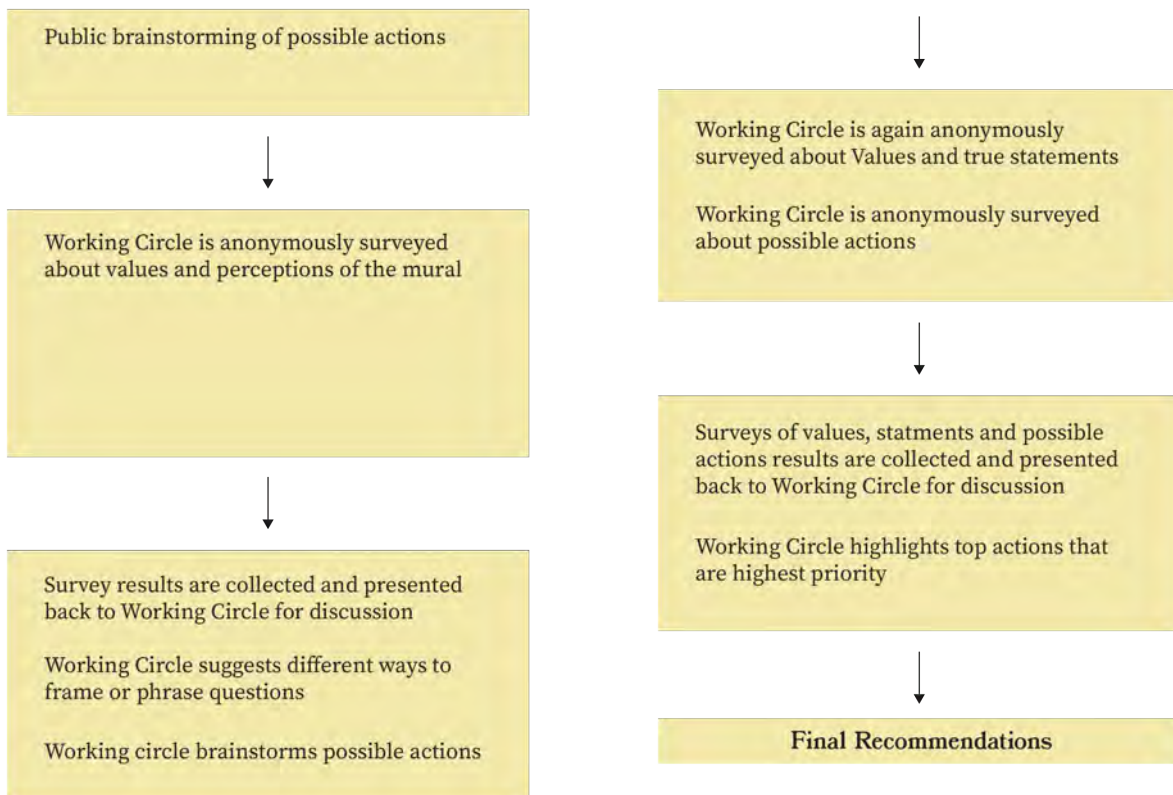 Public brainstorming of possible actions
Working Circle is anonymously surveyed
about values and perceptions of the mural
Survey results are collected and presented
back to Working Circle for discussion
Working Circle suggests different ways to
frame or phrase questions
Working circle brainstorms possible actions
Working Circle is again anonymously
surveyed about Values and true statements
Working Circle is anonymously surveyed
about possible actions
Surveys of values, statments and possible
actions results are collected and presented
back to Working Circle for discussion
Working Circle highlights top actions that
are highest priority
Final Recommendations